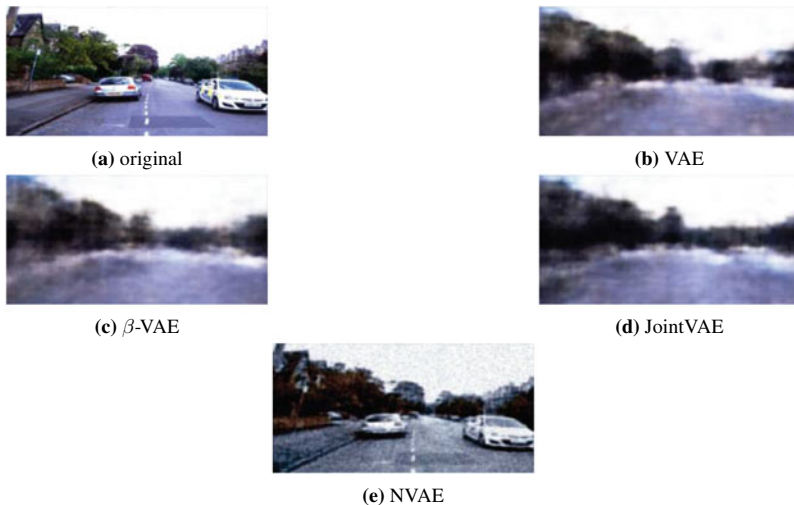 (a) original
(b) VAE
(c) β-VAE
(d) JointVAE
(e) NVAE